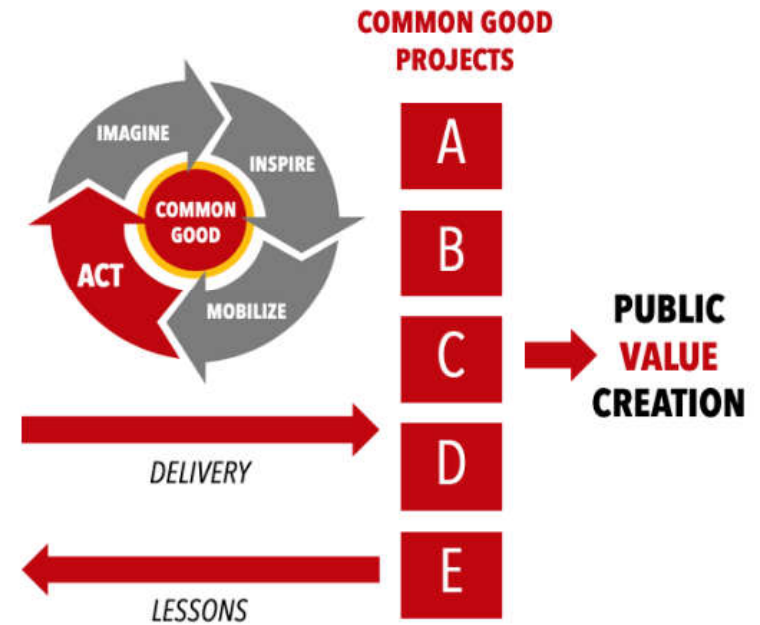 COMMON GOOD
PROJECTS
IMAGINE
INSPIRE
COMMON
GOOD
ACT
MOBILIZE
A
B
C
D
E
PUBLIC
VALUE
CREATION
DELIVERY
LESSONS